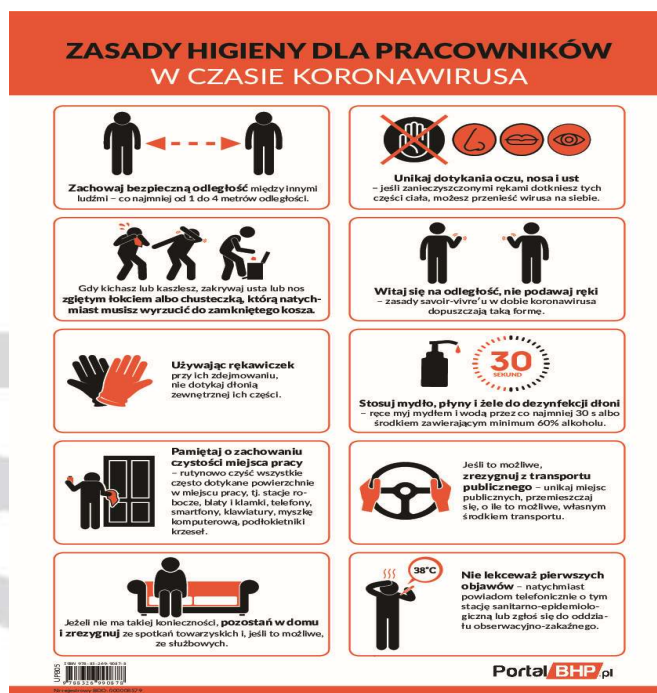 ZASADY HIGIENY DLA PRACOWNIKÓW
W CZASIE KORONAWIRUSA
Zachowaj bezpieczną odległość między innymi
ludźmi – co najmniej od 1 do 4 metrów odległości.
Unikaj dotykania oczu, nosa i ust
– jeśli zanieczyszczonymi rękami dotkniesz tych
części ciała, możesz przenieść wirusa na siebie.
Gdy kichasz lub kaszlesz, zakrywaj usta lub nos
zgiętym łokciem albo chusteczką, którą natych-
miast musisz wyrzucić do zamkniętego kosza.
Witaj się na odległość, nie podawaj ręki
– zasady savoir-vivre'u w dobie koronawirusa
dopuszczają taką formę.
Używając rękawiczek
przy ich zdejmowaniu,
nie dotykaj dłonią
zewnętrznej ich części.
30
SEKUND
Stosuj mydło, płyny i żele do dezynfekcji dłoni
– ręce myj mydłem i wodą przez co najmniej 30 s albo
środkiem zawierającym minimum 60% alkoholu.
Pamiętaj o zachowaniu
czystości miejsca pracy
– rutynowo czyść wszystkie
często dotykane powierzchnie
w miejscu pracy, tj. stacje ro-
bocze, blaty i klamki, telefony,
smartfony, klawiatury, myszkę
komputerową, podłokietniki
krzeseł.
Jeśli to możliwe,
zrezygnuj z transportu
publicznego – unikaj miejsc
publicznych, przemieszczaj
się, o ile to możliwe, własnym
środkiem transportu.
Jeżeli nie ma takiej konieczności, pozostań w domu
i zrezygnuj ze spotkań towarzyskich i, jeśli to możliwe,
ze służbowych.
38°C
Nie lekceważ pierwszych
objawów – natychmiast
powiadom telefonicznie o tym
stację sanitarno-epidemiolo-
giczną lub zgłoś się do oddzia-
łu obserwacyjno-zakaźnego.
UPB05
Portal BHP.pl